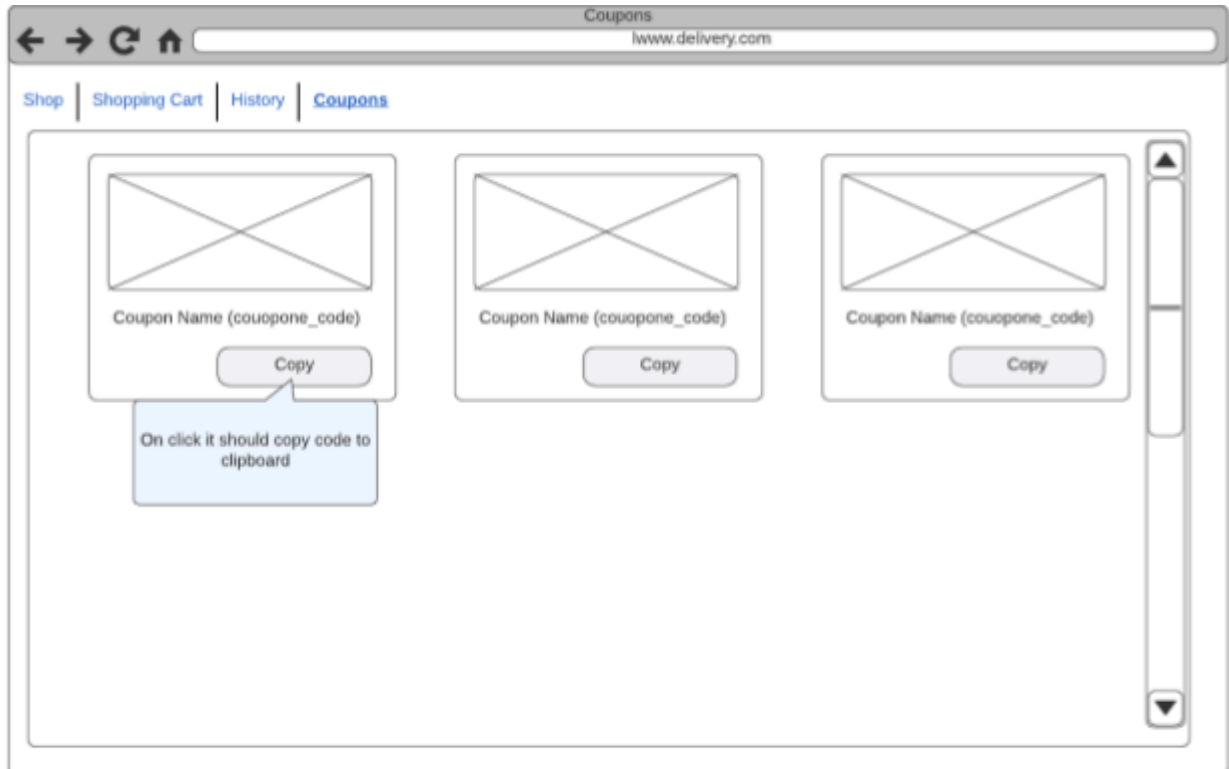 Coupons
lwww.delivery.com
Shop Shopping Cart History Coupons
Coupon Name (couopone_code)
Copy
On click it should copy code to
clipboard
Coupon Name (couopone_code)
Copy
Coupon Name (couopone_code)
Copy